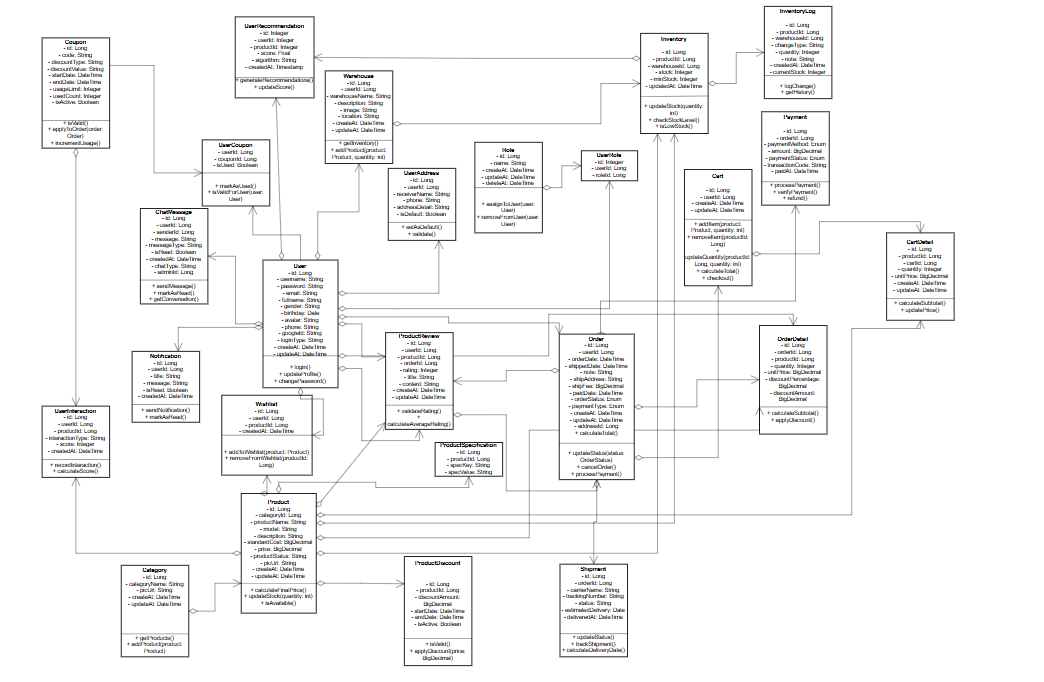 Coupon
- id: Long
- code: String
- discountType: String
- discountValue: String
- startDate: DateTime
- endDate: DateTime
- usageLimit: Integer
- usedCount: Integer
- isActive: Boolean
+ isValid()
+ applyToOrder(order:
Order)
+ incrementUsage()
UserRecommendation
- id: Integer
- userId: Integer
- productId: Integer
- score: Float
- algorithm: String
- createdAt: Timestamp
+ generateRecommendations()
+ updateScore()
Warehouse
- id: Long
- userId: Long
- warehouseName: String
- description: String
- image: String
- location: String
- createAt: DateTime
- updateAt: DateTime
+ getInventory()
+ addProduct(product:
Product, quantity: int)
Inventory
- id: Long
- productId: Long
- warehouseId: Long
- stock: Integer
- minStock: Integer
- updatedAt: DateTime
+ updateStock(quantity:
int)
+ checkStockLevel()
+ isLowStock()
InventoryLog
- id: Long
- productId: Long
- warehouseId: Long
- changeType: String
- quantity: Integer
- note: String
- createdAt: DateTime
- currentStock: Integer
+ logChange()
+ getHistory()
Payment
- id: Long
- orderId: Long
- paymentMethod: Enum
- amount: BigDecimal
- paymentStatus: Enum
- transactionCode: String
- paidAt: DateTime
+ processPayment()
+ verifyPayment()
+ refund()
UserCoupon
- userId: Long
- couponId: Long
- isUsed: Boolean
+ markAsUsed()
+ isValidForUser(user:
User)
UserAddress
- id: Long
- userId: Long
- receiverName: String
- phone: String
- addressDetail: String
- isDefault: Boolean
+ setAsDefault()
+ validate()
Role
- id: Long
- name: String
- createAt: DateTime
- updateAt: DateTime
- deleteAt: DateTime
+ assignToUser(user:
User)
+ removeFromUser(user:
User)
UserRole
- id: Integer
- userId: Long
- roleId: Long
Cart
- id: Long
- userId: Long
- createAt: DateTime
- updateAt: DateTime
+ addItem(product:
Product, quantity: int)
+ removeItem(productId:
Long)
+
updateQuantity(productId:
Long, quantity: int)
+ calculateTotal()
+ checkout()
ChatMessage
- id: Long
- userId: Long
- senderId: Long
- message: String
- messageType: String
- isRead: Boolean
- createdAt: DateTime
- chatType: String
- adminId: Long
+ sendMessage()
+ markAsRead()
+ getConversation()
CartDetail
- id: Long
- productId: Long
- cartId: Long
- quantity: Integer
- unitPrice: BigDecimal
- createAt: DateTime
- updateAt: DateTime
+ calculateSubtotal()
+ updatePrice()
User
- id: Long
- username: String
- password: String
- email: String
- fullname: String
- gender: String
- birthday: Date
- avatar: String
- phone: String
- googleId: String
- loginType: String
- createAt: DateTime
- updateAt: DateTime
+ login()
+ updateProfile()
+ changePassword()
ProductReview
- id: Long
- userId: Long
- productId: Long
- orderId: Long
- rating: Integer
- title: String
- content: String
- createAt: DateTime
- updateAt: DateTime
+ validateRating()
+
calculateAverageRating()
Order
- id: Long
- userId: Long
- orderDate: DateTime
- shippedDate: DateTime
- note: String
- shipAddress: String
- shipFee: BigDecimal
- paidDate: DateTime
- orderStatus: Enum
- paymentType: Enum
- createAt: DateTime
- updateAt: DateTime
- addressId: Long
+ calculateTotal()
+ updateStatus(status:
OrderStatus)
+ cancelOrder()
+ processPayment()
OrderDetail
- id: Long
- orderId: Long
- productId: Long
- quantity: Integer
- unitPrice: BigDecimal
- discountPercentage:
BigDecimal
- discountAmount:
BigDecimal
+ calculateSubtotal()
+ applyDiscount()
Notification
- id: Long
- userId: Long
- title: String
- message: String
- isRead: Boolean
- createdAt: DateTime
+ sendNotification()
+ markAsRead()
UserInteraction
- id: Long
- userId: Long
- productId: Long
- interactionType: String
- score: Integer
- createdAt: DateTime
+ recordInteraction()
+ calculateScore()
Wishlist
- id: Long
- userId: Long
- productId: Long
- createdAt: DateTime
+ addToWishlist(product: Product)
+ removeFromWishlist(productId:
Long)
ProductSpecification
- id: Long
- productId: Long
- specKey: String
- specValue: String
Product
- id: Long
- categoryId: Long
- productName: String
- model: String
- description: String
- standardCost: BigDecimal
- price: BigDecimal
- productStatus: String
- picUrl: String
- createAt: DateTime
- updateAt: DateTime
+ calculateFinalPrice()
+ updateStock(quantity: int)
+ isAvailable()
Category
- id: Long
- categoryName: String
- picUrl: String
- createAt: DateTime
- updateAt: DateTime
+ getProducts()
+ addProduct(product:
Product)
ProductDiscount
- id: Long
- productId: Long
- discountAmount:
BigDecimal
- startDate: DateTime
- endDate: DateTime
- isActive: Boolean
+ isValid()
+ applyDiscount(price:
BigDecimal)
Shipment
- id: Long
- orderId: Long
- carrierName: String
- trackingNumber: String
- status: String
- estimatedDelivery: Date
- deliveredAt: DateTime
+ updateStatus()
+ trackShipment()
+ calculateDeliveryDate()